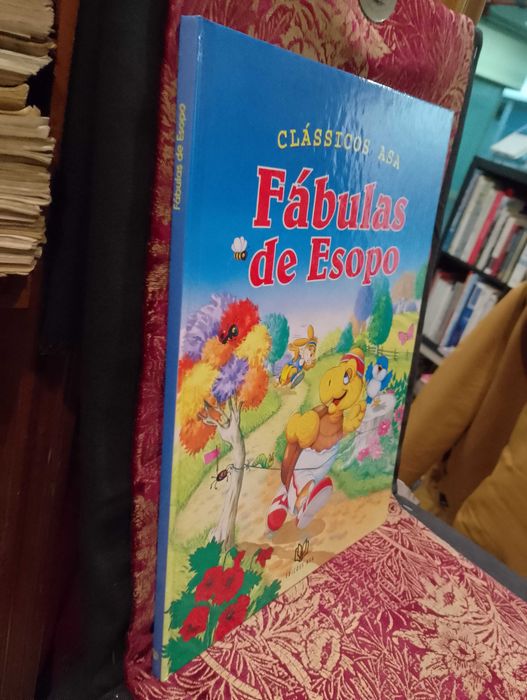 Fábulas de Esopo
CLÁSSICOS ASA
Fábulas
de Esopo